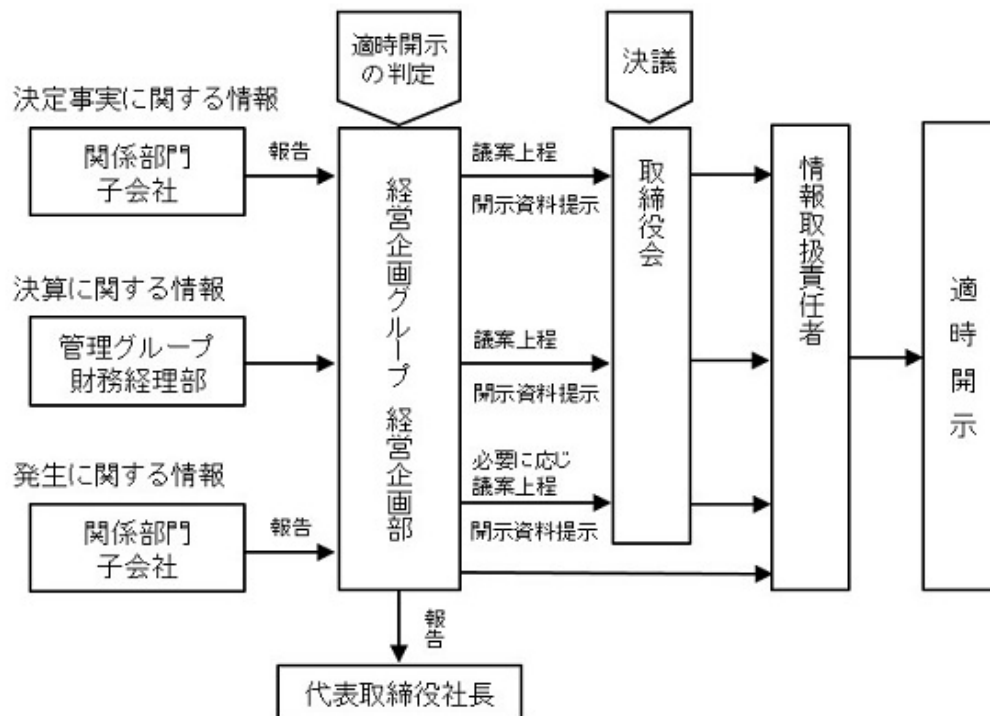 適時開示
の判定
決議
決定事実に関する情報
関係部門
子会社
報告
議案上程
開示資料提示
決算に関する情報
管理グループ
財務経理部
議案上程
開示資料提示
発生に関する情報
関係部門
子会社
報告
必要に応じ
議案上程
開示資料提示
経営企画グループ 経営企画部
取締役会
情報取扱責任者
適時開示
報告
代表取締役社長